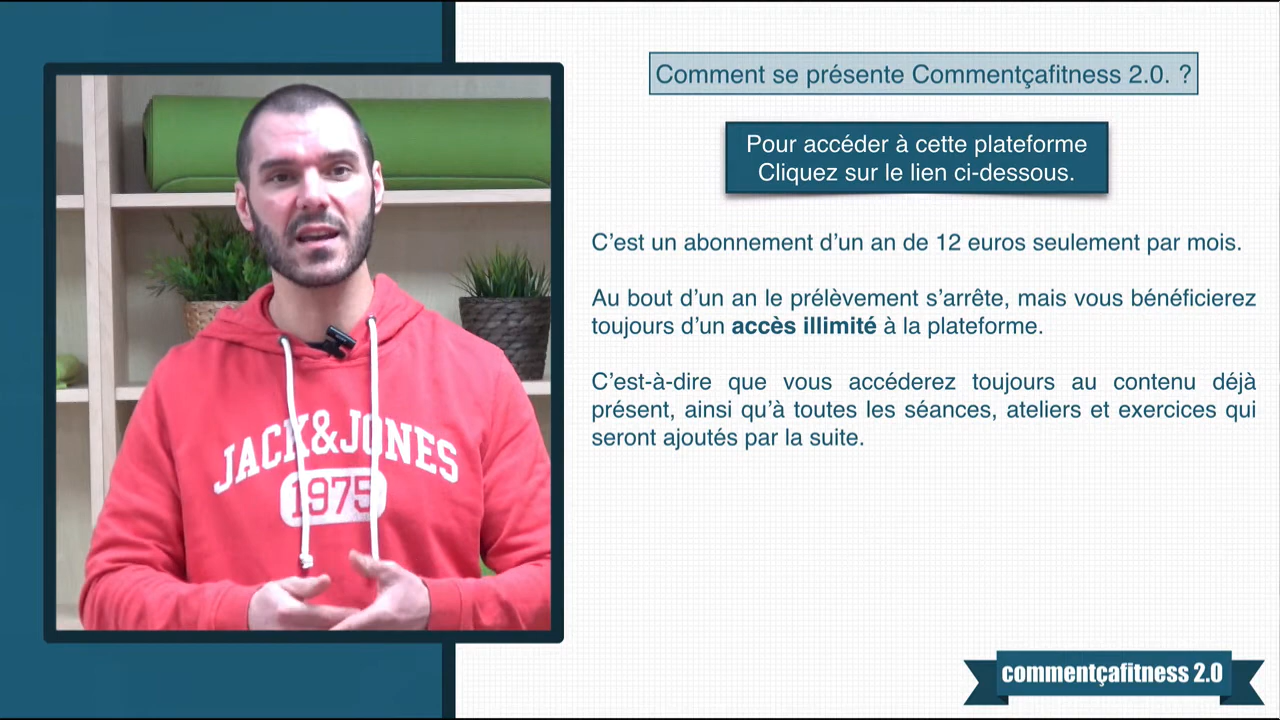 Comment se présente Commentçafitness 2.0. ?
Pour accéder à cette plateforme
Cliquez sur le lien ci-dessous.
C’est un abonnement d’un an de 12 euros seulement par mois.
Au bout d’un an le prélèvement s’arrête, mais vous bénéficierez
toujours d’un accès illimité à la plateforme.
C’est-à-dire que vous accéderez toujours au contenu déjà
présent, ainsi qu’à toutes les séances, ateliers et exercices qui
seront ajoutés par la suite.
JACK&JONES
1975
commentçafitness 2.0